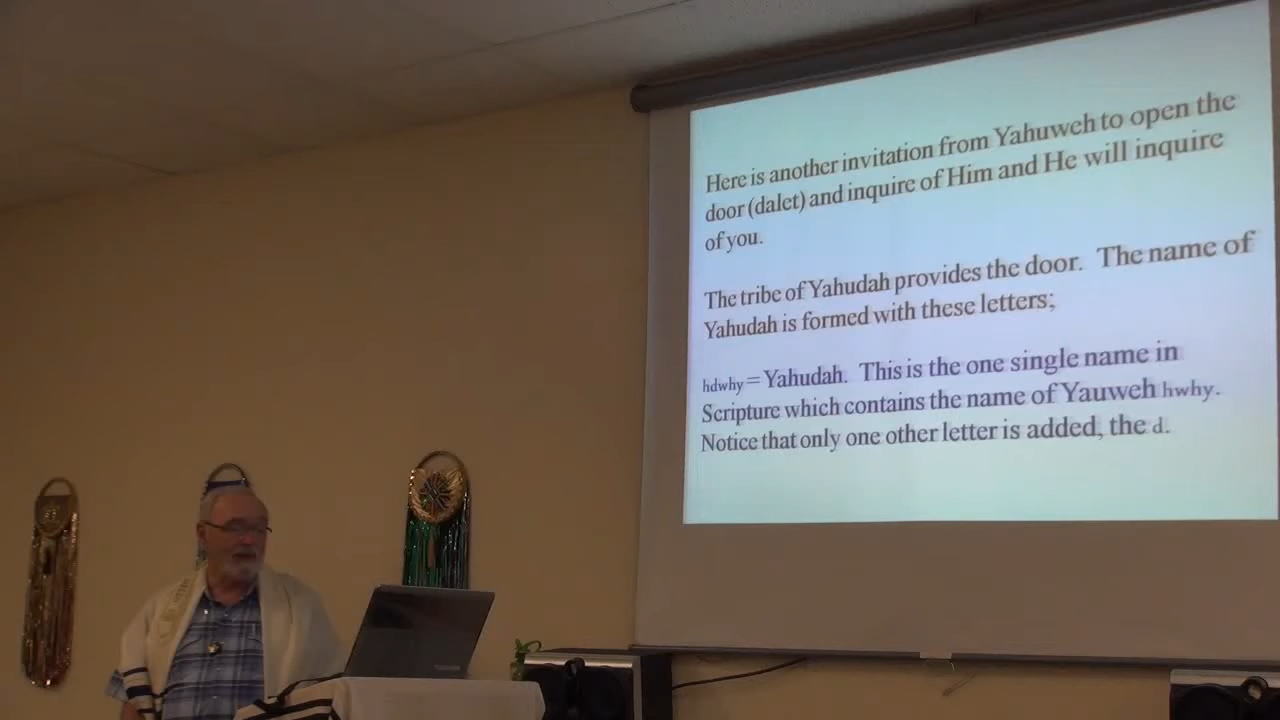 Here is another invitation from Yahuweh to open the
door (dalet) and inquire of Him and He will inquire
of you.
The tribe of Yahudah provides the door. The name of
Yahudah is formed with these letters;
hdwhy = Yahudah. This is the one single name in
Scripture which contains the name of Yauweh hwhy.
Notice that only one other letter is added, the d.